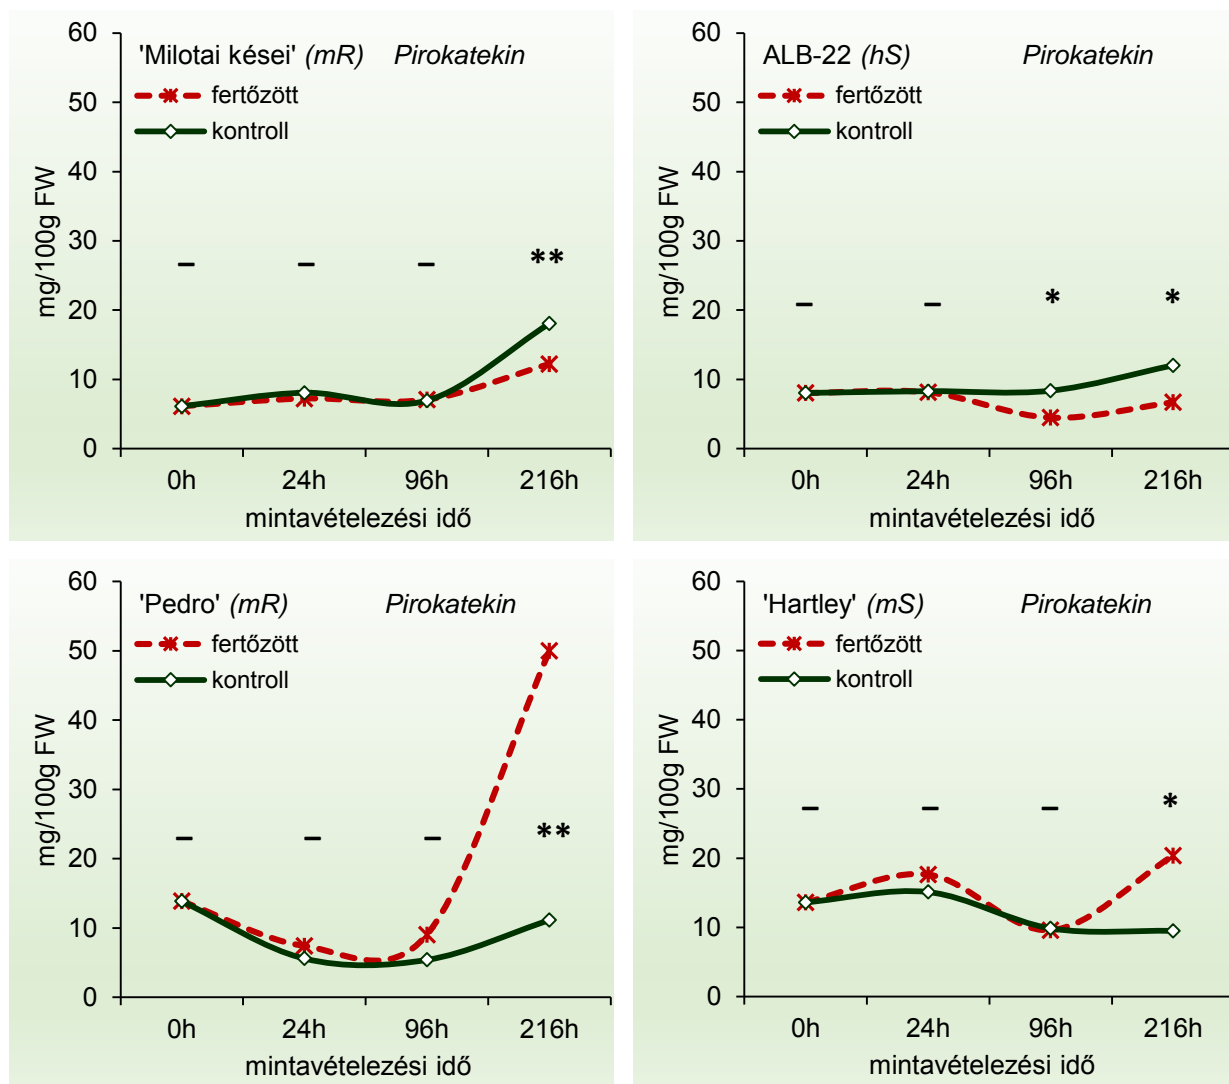 'Milotai kései' (mR) Pirokatekin
fertőzött
kontroll
60
50
40
30
20
10
0
mg/100g FW
– – – **
0h 24h 96h 216h
mintavételezési idő
ALB-22 (hS) Pirokatekin
fertőzött
kontroll
60
50
40
30
20
10
0
mg/100g FW
– – * *
0h 24h 96h 216h
mintavételezési idő
'Pedro' (mR) Pirokatekin
fertőzött
kontroll
60
50
40
30
20
10
0
mg/100g FW
– – – **
0h 24h 96h 216h
mintavételezési idő
'Hartley' (mS) Pirokatekin
fertőzött
kontroll
60
50
40
30
20
10
0
mg/100g FW
– – – *
0h 24h 96h 216h
mintavételezési idő